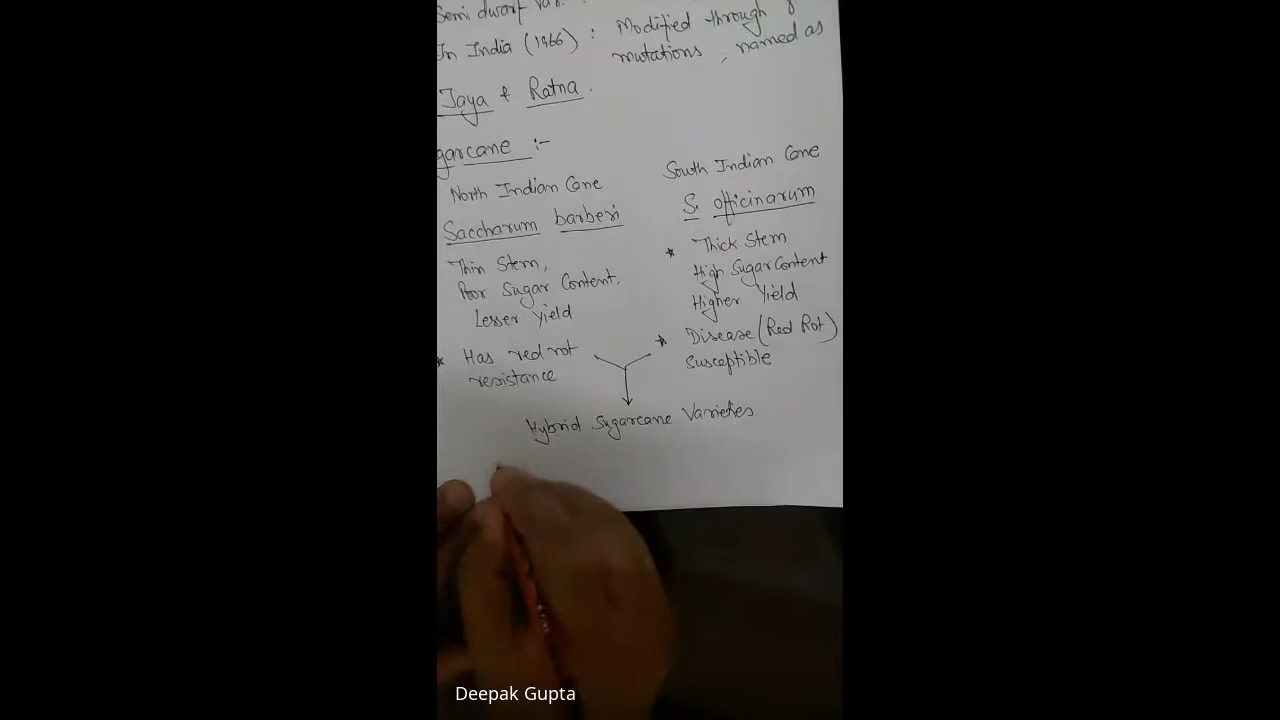 Semi dwarf Var.
In India (1966) : Modified through
mutations, named as
Jaya & Ratna.
garcane :-
North Indian Cane
Saccharum barberi
Thin Stem,
Poor Sugar Content.
Lesser Yield
* Has red rot
resistance
South Indian Cane
S. officinarum
* Thick Stem
High Sugar Content
Higher Yield
* Disease (Red Rot)
Susceptible
Hybrid Sugarcane Varieties
Deepak Gupta